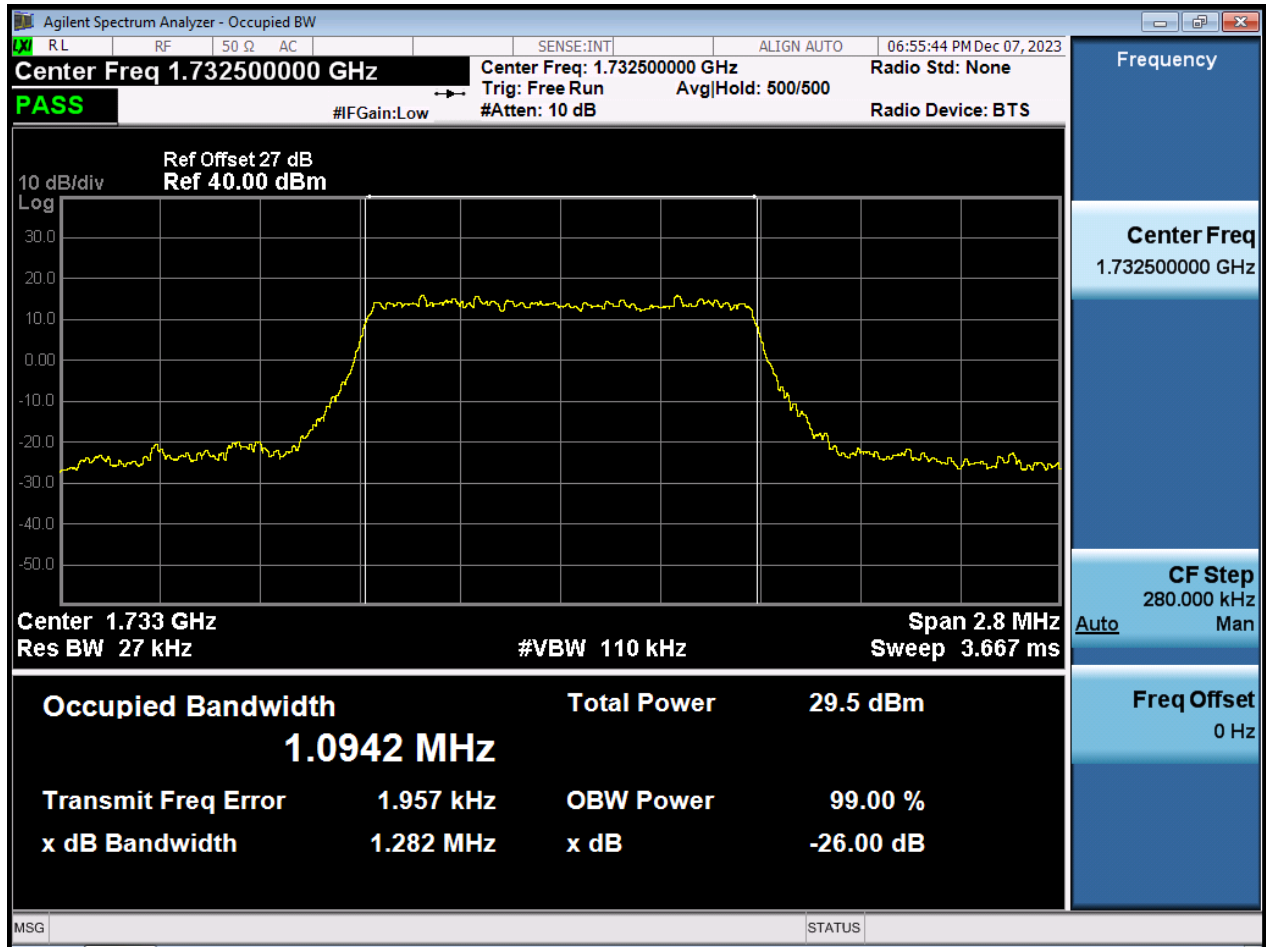 Agilent Spectrum Analyzer - Occupied BW
LXI RL RF 50 Ω AC SENSE:INT ALIGN AUTO 06:55:44 PM Dec 07, 2023
Center Freq 1.732500000 GHz
PASS
#IFGain:Low
Center Freq: 1.732500000 GHz
Trig: Free Run Avg|Hold: 500/500
#Atten: 10 dB
Radio Std: None
Radio Device: BTS
Ref Offset 27 dB
10 dB/div Ref 40.00 dBm
Log
30.0
20.0
10.0
0.00
-10.0
-20.0
-30.0
-40.0
-50.0
Center 1.733 GHz Span 2.8 MHz
Res BW 27 kHz #VBW 110 kHz Sweep 3.667 ms
Occupied Bandwidth Total Power 29.5 dBm
1.0942 MHz
Transmit Freq Error 1.957 kHz OBW Power 99.00 %
x dB Bandwidth 1.282 MHz x dB -26.00 dB
MSG STATUS
Frequency
Center Freq
1.732500000 GHz
CF Step
280.000 kHz
Auto Man
Freq Offset
0 Hz